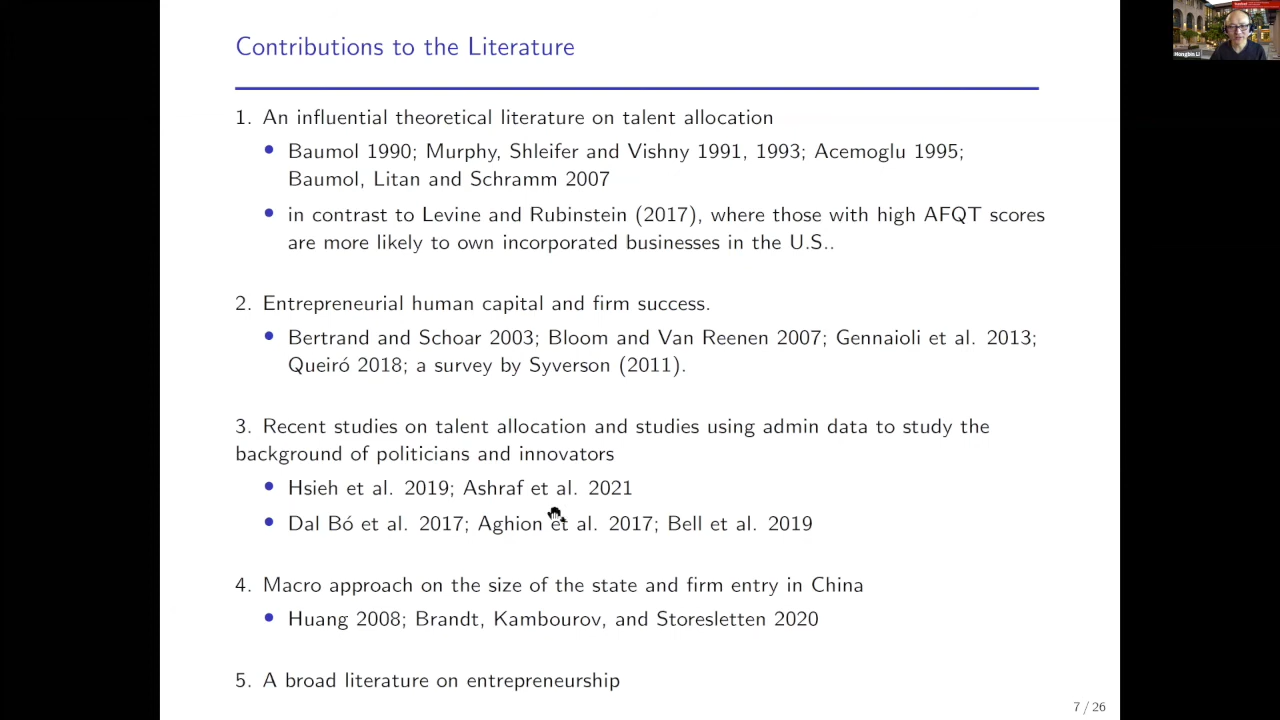 Contributions to the Literature
1. An influential theoretical literature on talent allocation
• Baumol 1990; Murphy, Shleifer and Vishny 1991, 1993; Acemoglu 1995;
Baumol, Litan and Schramm 2007
• in contrast to Levine and Rubinstein (2017), where those with high AFQT scores
are more likely to own incorporated businesses in the U.S..
2. Entrepreneurial human capital and firm success.
• Bertrand and Schoar 2003; Bloom and Van Reenen 2007; Gennaioli et al. 2013;
Queiró 2018; a survey by Syverson (2011).
3. Recent studies on talent allocation and studies using admin data to study the
background of politicians and innovators
• Hsieh et al. 2019; Ashraf et al. 2021
• Dal Bó et al. 2017; Aghion et al. 2017; Bell et al. 2019
4. Macro approach on the size of the state and firm entry in China
• Huang 2008; Brandt, Kambourov, and Storesletten 2020
5. A broad literature on entrepreneurship
7 / 26
Hongbin Li